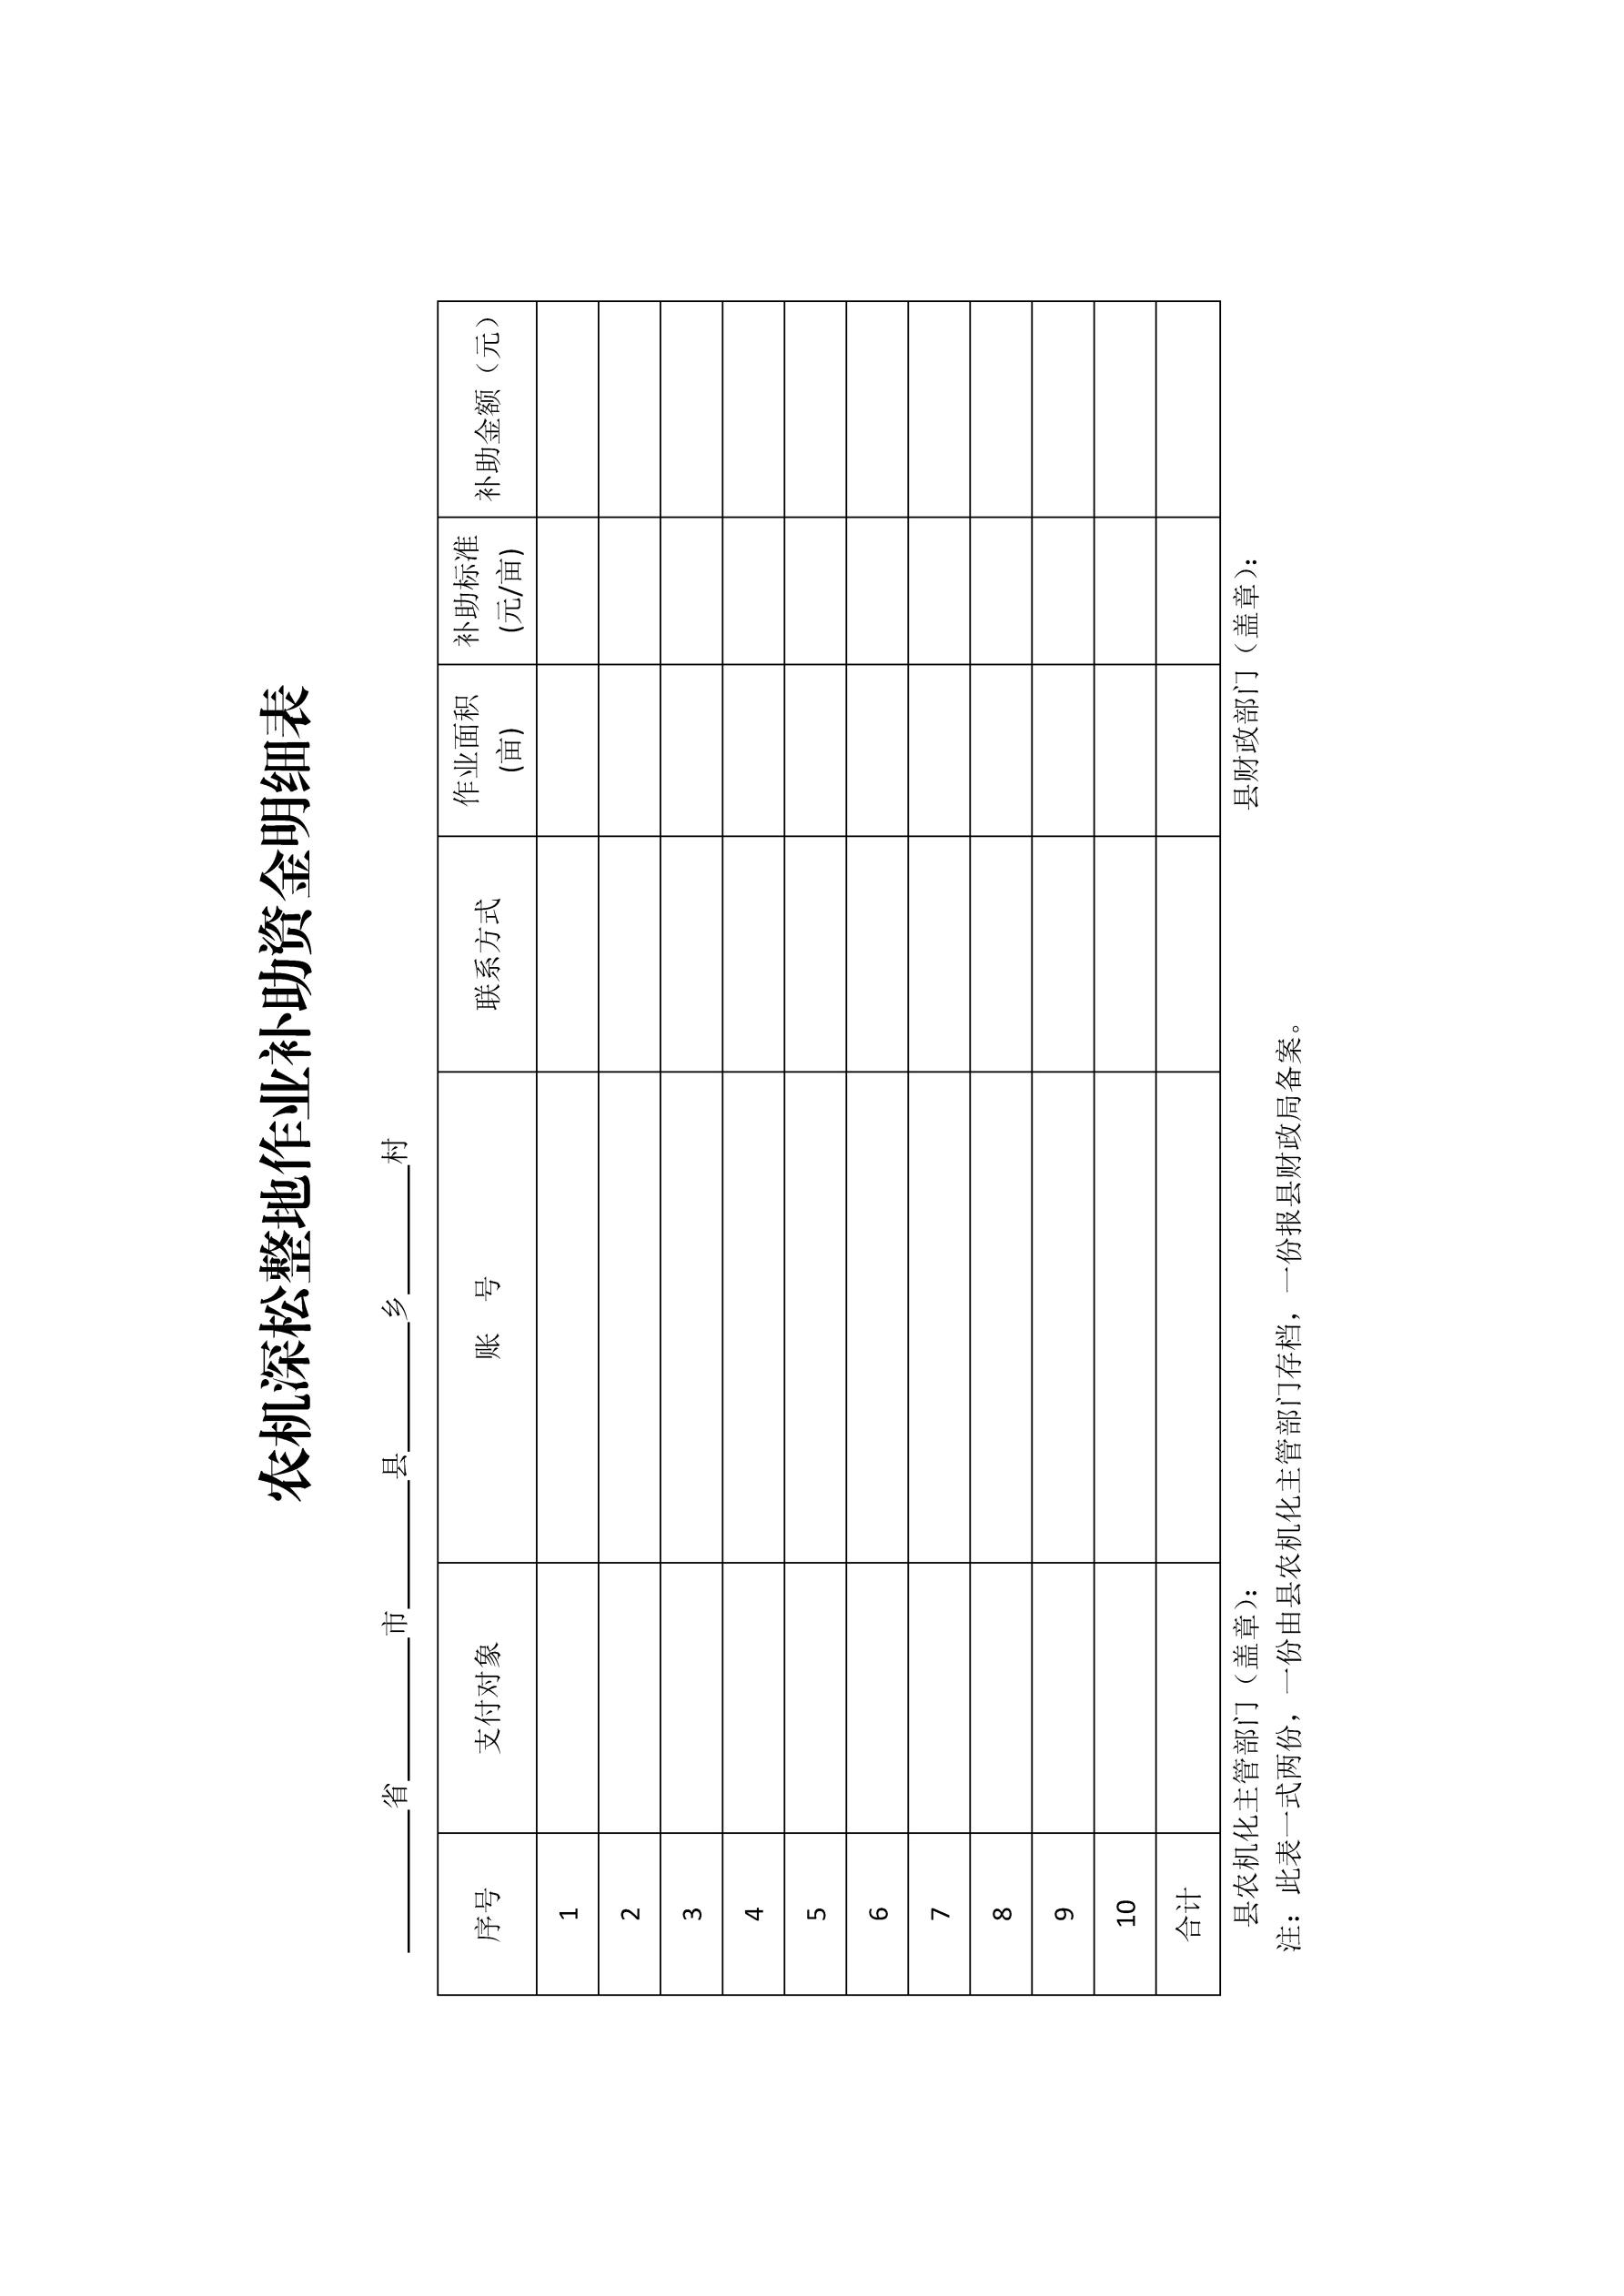 农机深松整地作业补助资金明细表
省 市 县 乡 村
序号 支付对象 账 号 联系方式 作业面积(亩) 补助标准(元/亩) 补助金额（元）
1
2
3
4
5
6
7
8
9
10
合计
县农机化主管部门（盖章）： 县财政部门（盖章）：
注：此表一式两份，一份由县农机化主管部门存档，一份报县财政局备案。